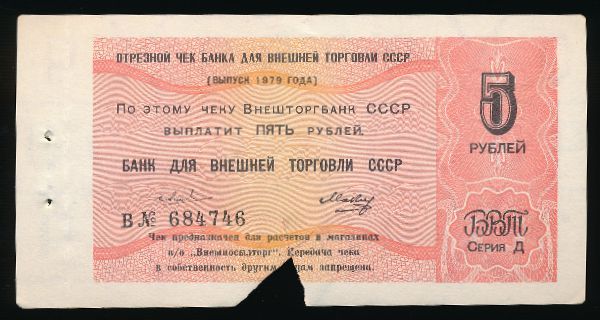 ОТРЕЗНОЙ ЧЕК БАНКА ДЛЯ ВНЕШНЕЙ ТОРГОВЛИ СССР
(ВЫПУСК 1979 ГОДА)
ПО ЭТОМУ ЧЕКУ ВНЕШТОРГБАНК СССР
ВЫПЛАТИТ ПЯТЬ РУБЛЕЙ.
БАНК ДЛЯ ВНЕШНЕЙ ТОРГОВЛИ СССР
В № 684746
Чек предназначен для расчетов в магазинах
в/о „Внешпосылторг". Передача чека
в собственность другим лицам запрещена.
5
РУБЛЕЙ
БВТ
СЕРИЯ Д